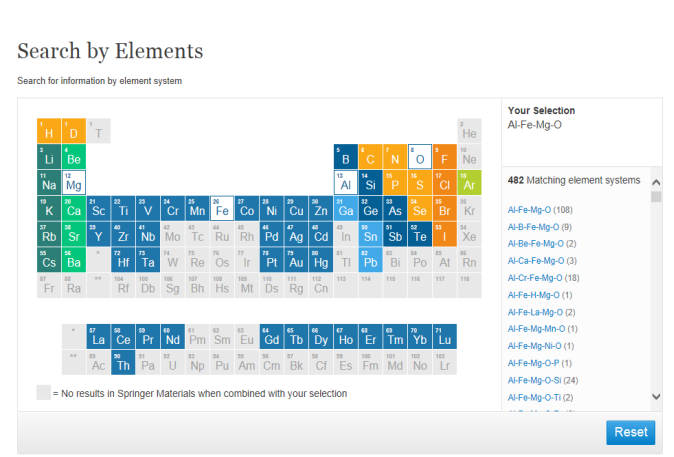 Search by Elements
Search for information by element system
Your Selection
Al-Fe-Mg-O
482 Matching element systems
Al-Fe-Mg-O (108)
Al-B-Fe-Mg-O (9)
Al-Be-Fe-Mg-O (2)
Al-Ca-Fe-Mg-O (3)
Al-Cr-Fe-Mg-O (18)
Al-Fe-H-Mg-O (1)
Al-Fe-La-Mg-O (2)
Al-Fe-Mg-Mn-O (1)
Al-Fe-Mg-Ni-O (1)
Al-Fe-Mg-O-P (1)
Al-Fe-Mg-O-Si (24)
Al-Fe-Mg-O-Ti (2)
1 H 1 D 1 T 2 He
3 Li 4 Be 5 B 6 C 7 N 8 O 9 F 10 Ne
11 Na 12 Mg 13 Al 14 Si 15 P 16 S 17 Cl 18 Ar
19 K 20 Ca 21 Sc 22 Ti 23 V 24 Cr 25 Mn 26 Fe 27 Co 28 Ni 29 Cu 30 Zn 31 Ga 32 Ge 33 As 34 Se 35 Br 36 Kr
37 Rb 38 Sr 39 Y 40 Zr 41 Nb 42 Mo 43 Tc 44 Ru 45 Rh 46 Pd 47 Ag 48 Cd 49 In 50 Sn 51 Sb 52 Te 53 I 54 Xe
55 Cs 56 Ba * 72 Hf 73 Ta 74 W 75 Re 76 Os 77 Ir 78 Pt 79 Au 80 Hg 81 Tl 82 Pb 83 Bi 84 Po 85 At 86 Rn
87 Fr 88 Ra ** 104 Rf 105 Db 106 Sg 107 Bh 108 Hs 109 Mt 110 Ds 111 Rg 112 Cn 113 114 115 116 117 118
* 57 La 58 Ce 59 Pr 60 Nd 61 Pm 62 Sm 63 Eu 64 Gd 65 Tb 66 Dy 67 Ho 68 Er 69 Tm 70 Yb 71 Lu
** 89 Ac 90 Th 91 Pa 92 U 93 Np 94 Pu 95 Am 96 Cm 97 Bk 98 Cf 99 Es 100 Fm 101 Md 102 No 103 Lr
= No results in Springer Materials when combined with your selection
Reset